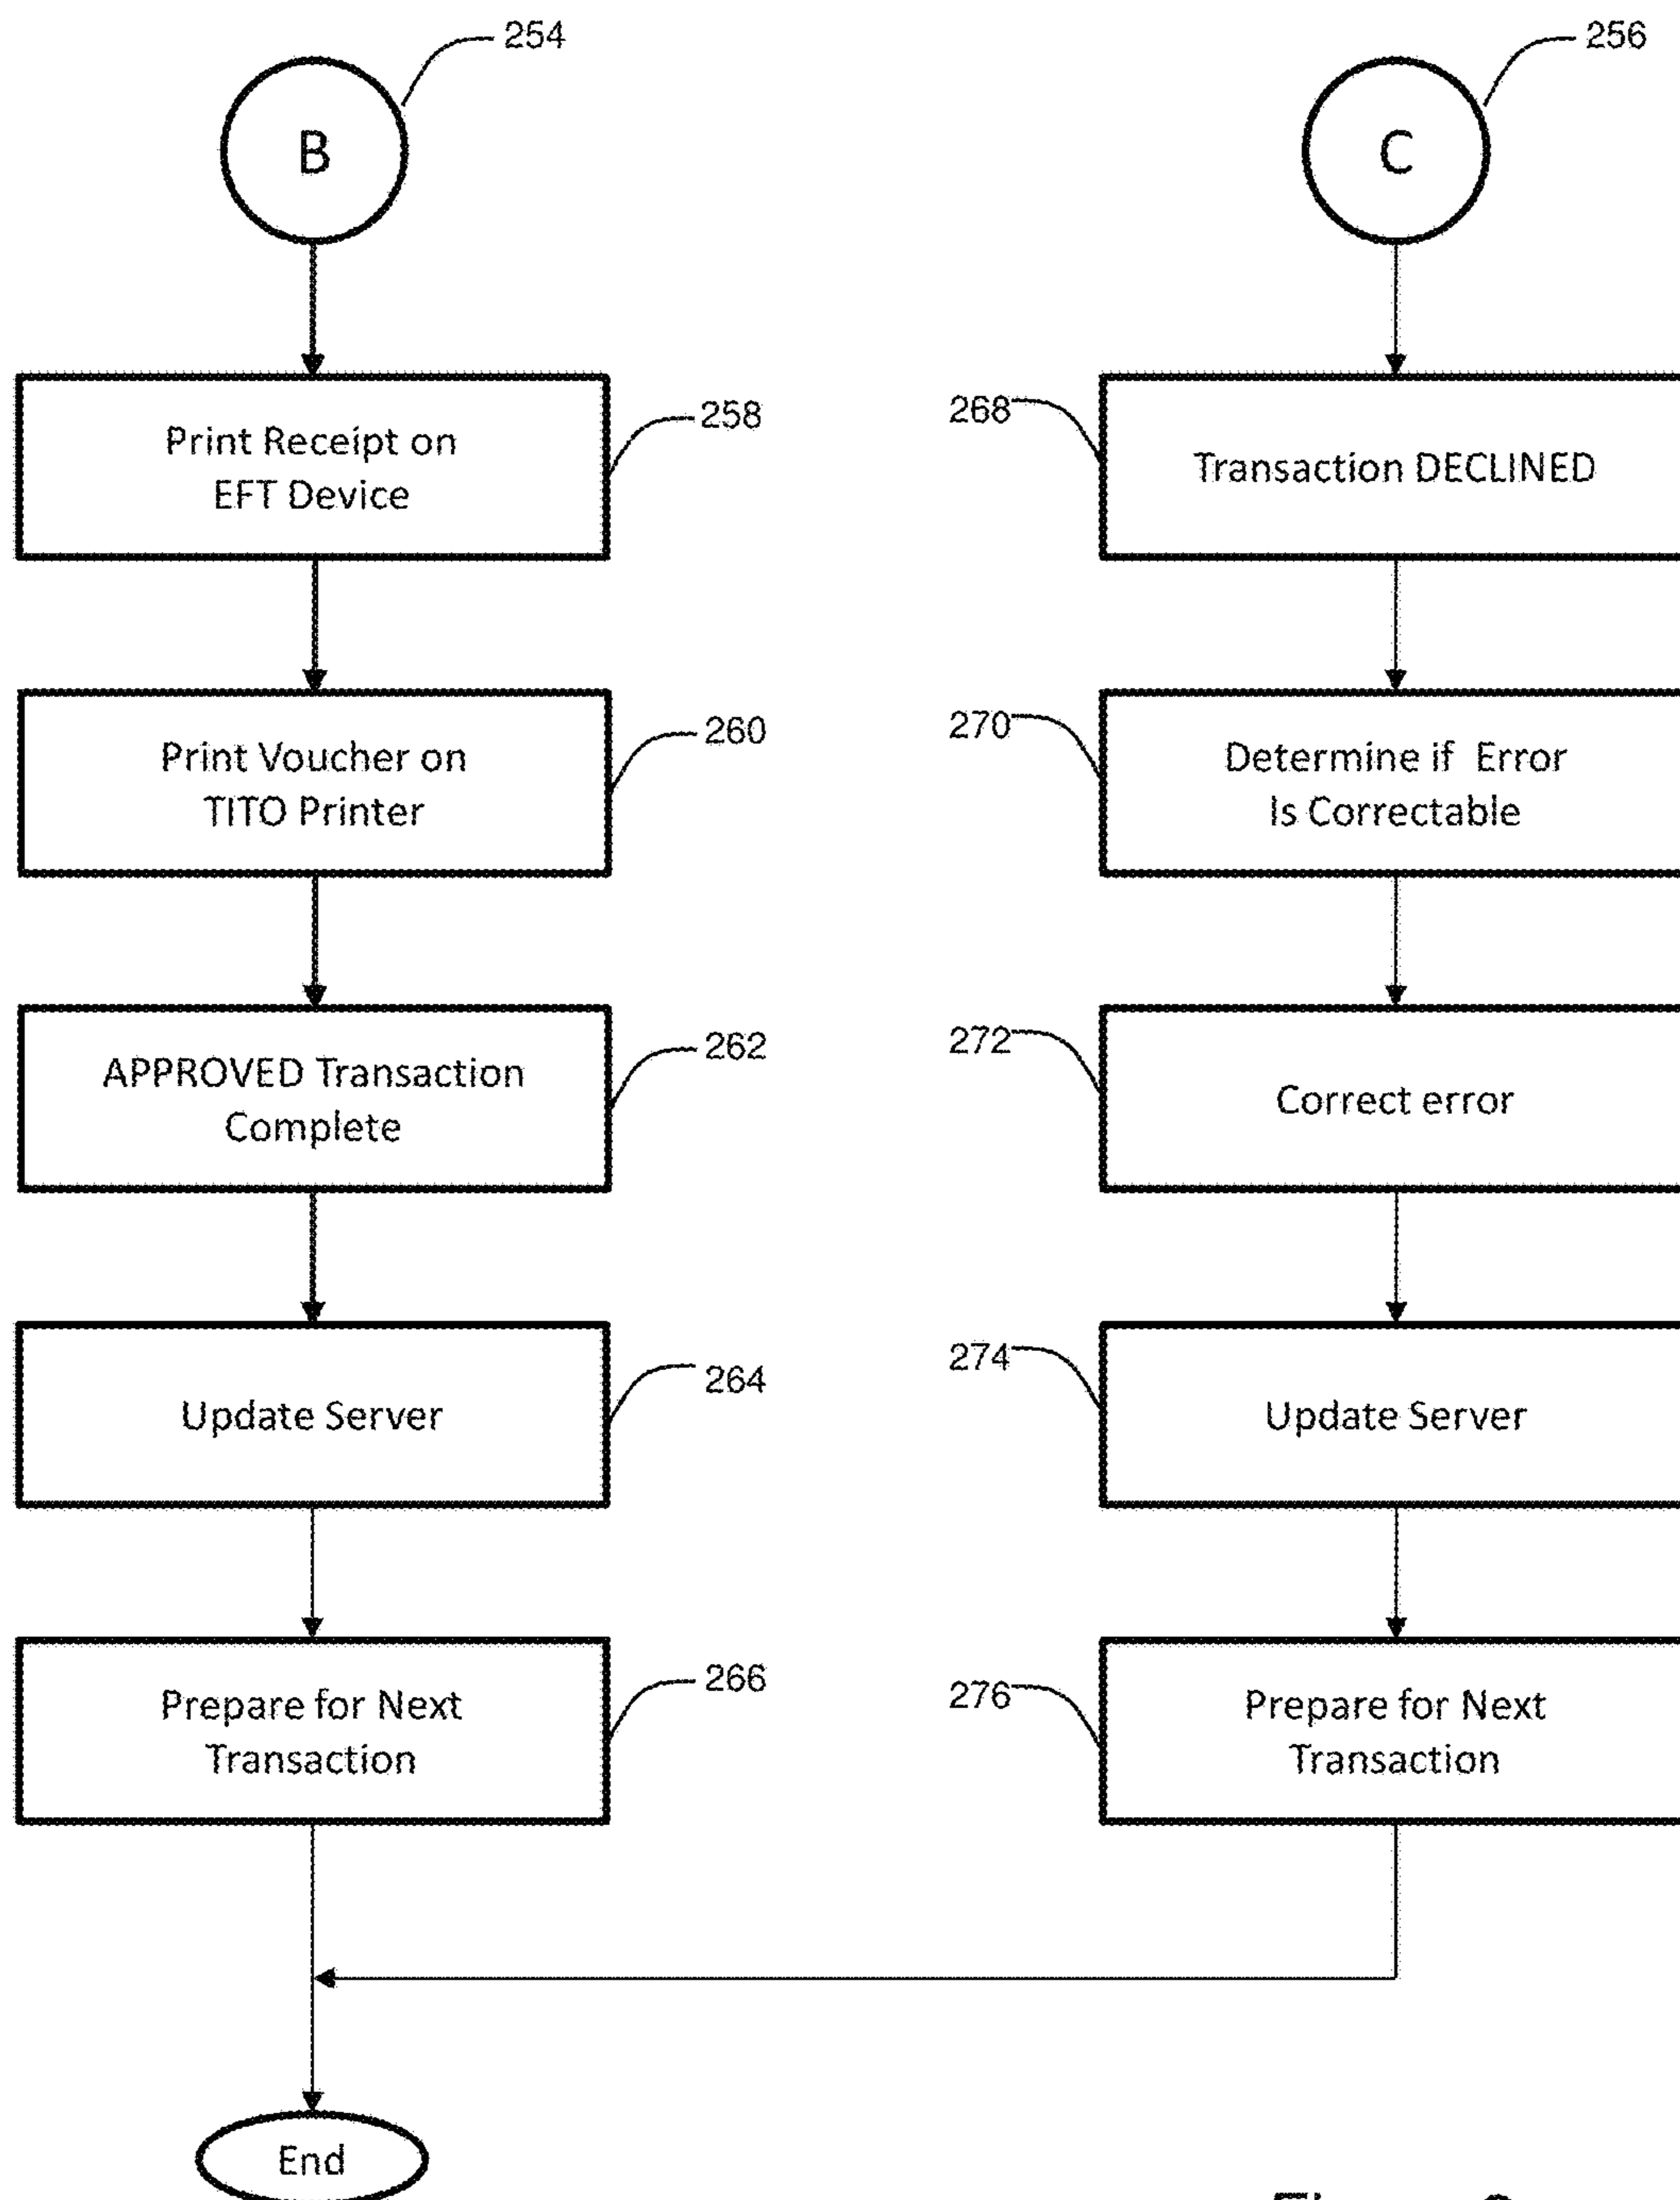 254
B
256
C
Print Receipt on
EFT Device
258
Print Voucher on
TITO Printer
260
APPROVED Transaction
Complete
262
Update Server
264
Prepare for Next
Transaction
266
End
268
Transaction DECLINED
270
Determine if Error
Is Correctable
272
Correct error
274
Update Server
276
Prepare for Next
Transaction